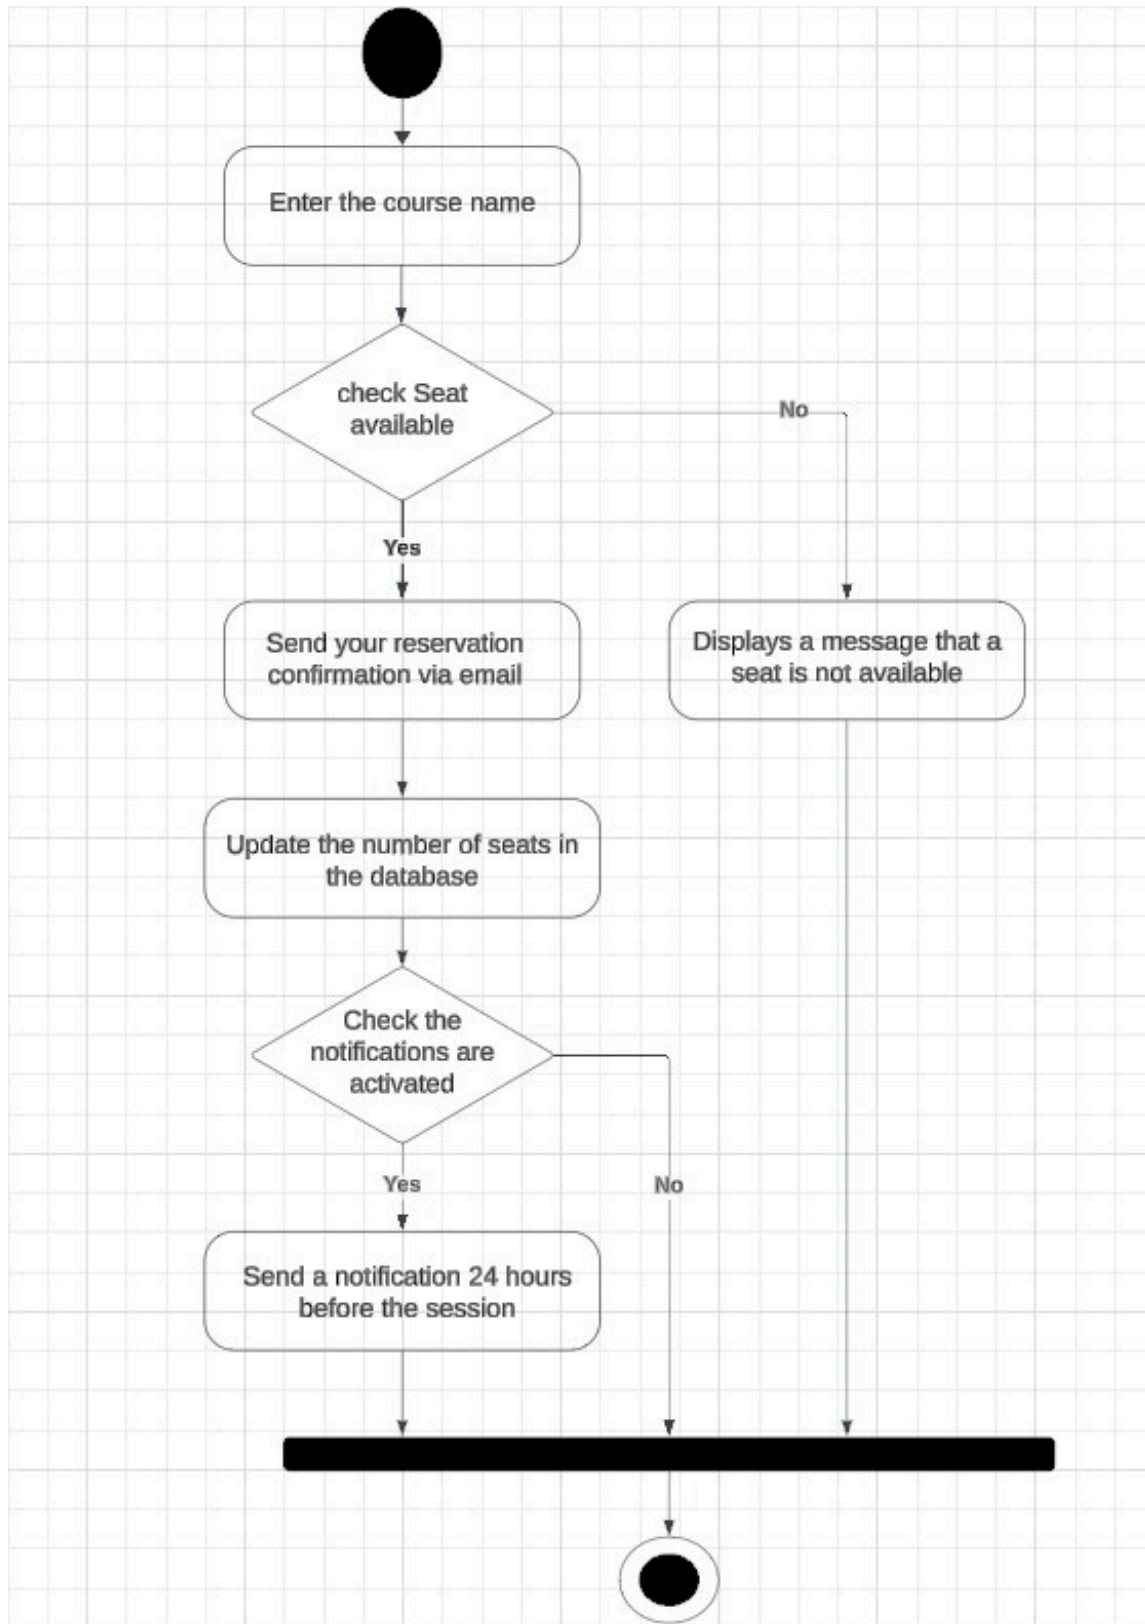 Enter the course name
check Seat
available
No
Yes
Send your reservation
confirmation via email
Displays a message that a
seat is not available
Update the number of seats in
the database
Check the
notifications are
activated
Yes
No
Send a notification 24 hours
before the session